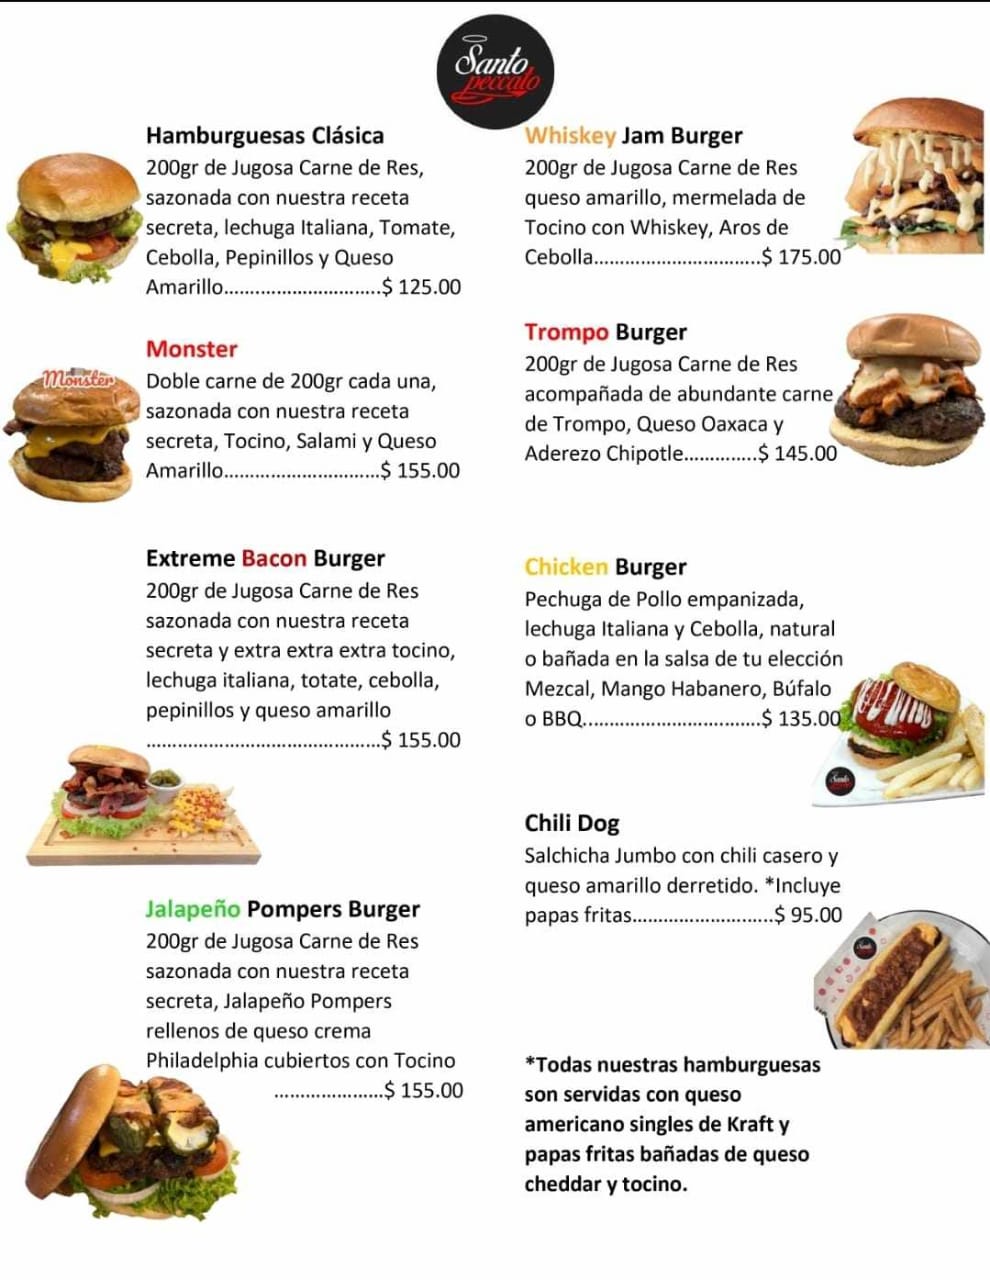 Santo
peccato
Hamburguesas Clásica
200gr de Jugosa Carne de Res,
sazonada con nuestra receta
secreta, lechuga Italiana, Tomate,
Cebolla, Pepinillos y Queso
Amarillo..............................$ 125.00
Monster
Monster
Doble carne de 200gr cada una,
sazonada con nuestra receta
secreta, Tocino, Salami y Queso
Amarillo..............................$ 155.00
Extreme Bacon Burger
200gr de Jugosa Carne de Res
sazonada con nuestra receta
secreta y extra extra extra tocino,
lechuga italiana, totate, cebolla,
pepinillos y queso amarillo
.............................................$ 155.00
Jalapeño Pompers Burger
200gr de Jugosa Carne de Res
sazonada con nuestra receta
secreta, Jalapeño Pompers
rellenos de queso crema
Philadelphia cubiertos con Tocino
.....................$ 155.00
Whiskey Jam Burger
200gr de Jugosa Carne de Res
queso amarillo, mermelada de
Tocino con Whiskey, Aros de
Cebolla................................$ 175.00
Trompo Burger
200gr de Jugosa Carne de Res
acompañada de abundante carne
de Trompo, Queso Oaxaca y
Aderezo Chipotle..............$ 145.00
Chicken Burger
Pechuga de Pollo empanizada,
lechuga Italiana y Cebolla, natural
o bañada en la salsa de tu elección
Mezcal, Mango Habanero, Búfalo
o BBQ..................................$ 135.00
Santo
Chili Dog
Salchicha Jumbo con chili casero y
queso amarillo derretido. *Incluye
papas fritas...........................$ 95.00
Santo
*Todas nuestras hamburguesas
son servidas con queso
americano singles de Kraft y
papas fritas bañadas de queso
cheddar y tocino.